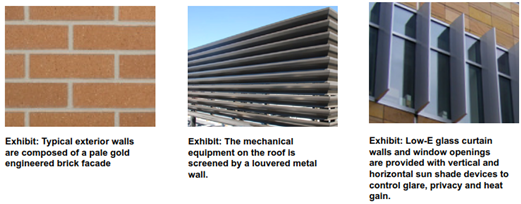 Exhibit: Typical exterior walls
are composed of a pale gold
engineered brick facade
Exhibit: The mechanical
equipment on the roof is
screened by a louvered metal
wall.
Exhibit: Low-E glass curtain
walls and window openings
are provided with vertical and
horizontal sun shade devices to
control glare, privacy and heat
gain.